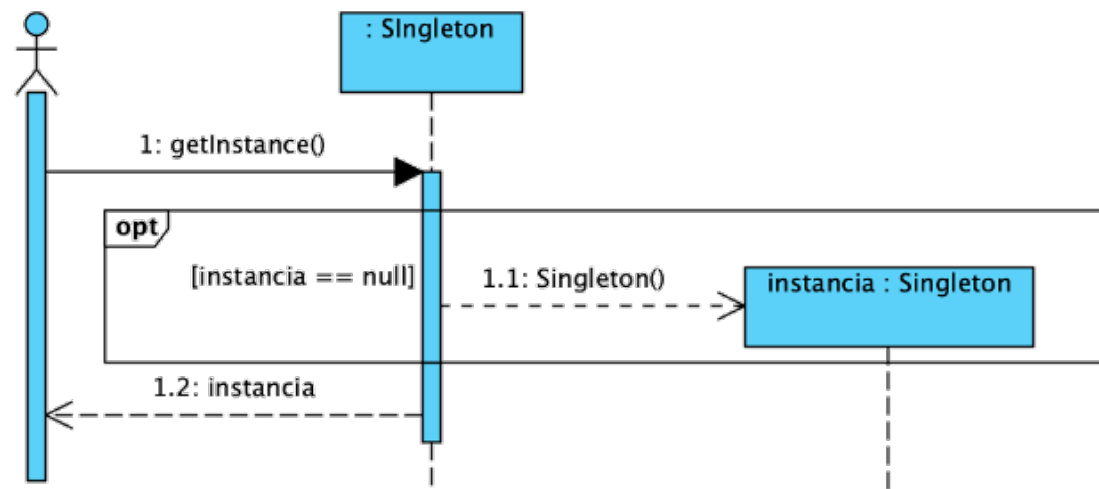 : SIngleton
1: getInstance()
opt
[instancia == null]
1.1: Singleton()
instancia : Singleton
1.2: instancia